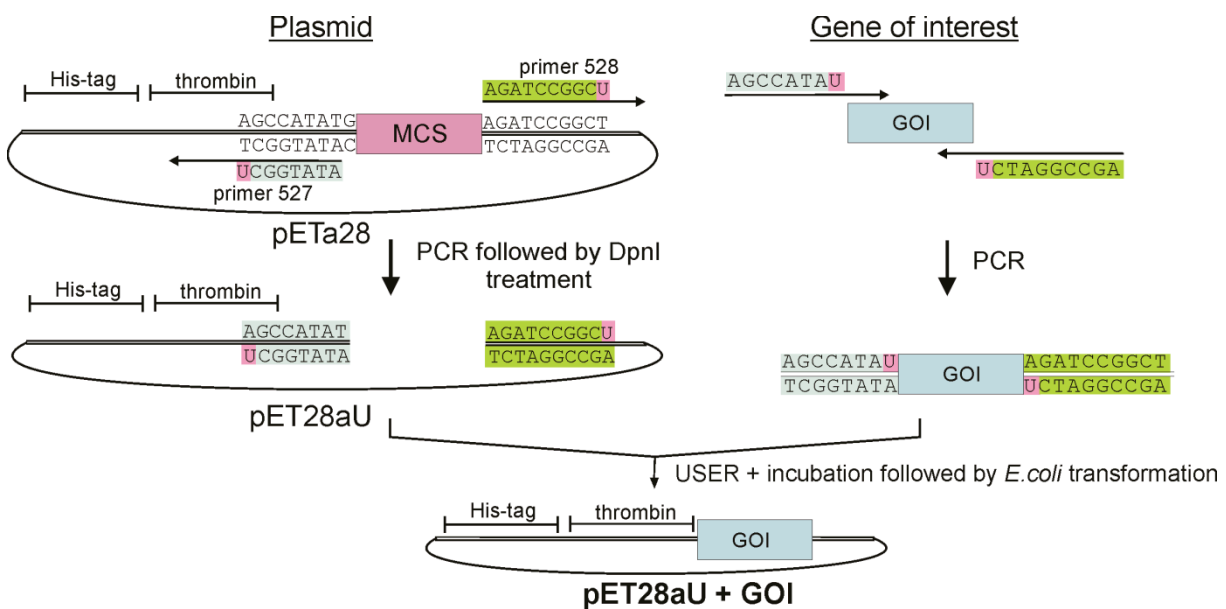 Plasmid
Gene of interest
His-tag
thrombin
primer 528
AGATCCGGCU
AGCCATAU
AGCCATATG
MCS
AGATCCGGCT
GOI
TCGGTATAC
TCTAGGCCGA
UCGGTATA
primer 527
UCTAGGCCGA
pETa28
PCR followed by DpnI
treatment
PCR
His-tag
thrombin
AGCCATAT
AGATCCGGCU
UCGGTATA
TCTAGGCCGA
pET28aU
AGCCATAU
GOI
AGATCCGGCT
TCGGTATA
UCTAGGCCGA
USER + incubation followed by E.coli transformation
His-tag
thrombin
GOI
pET28aU + GOI